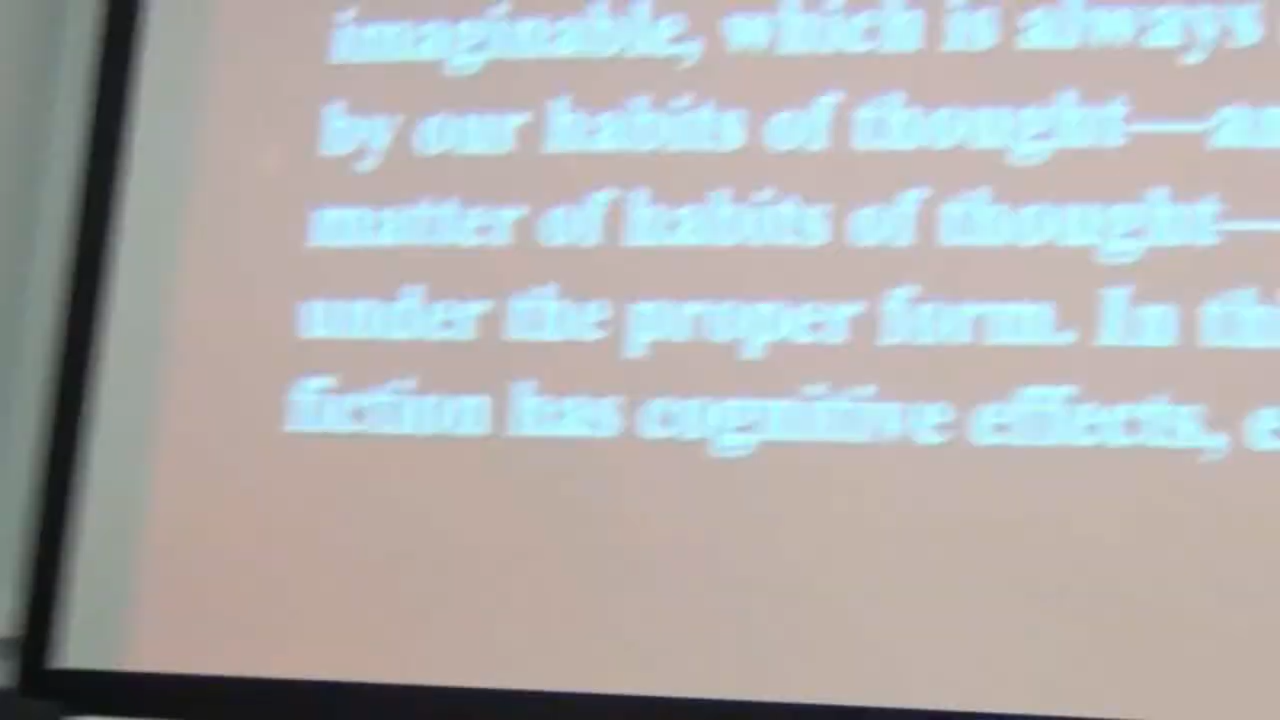 imaginable, which is always
by our habits of thought—
matter of habits of thought—
under the proper form. In
fiction has cognitive effects,